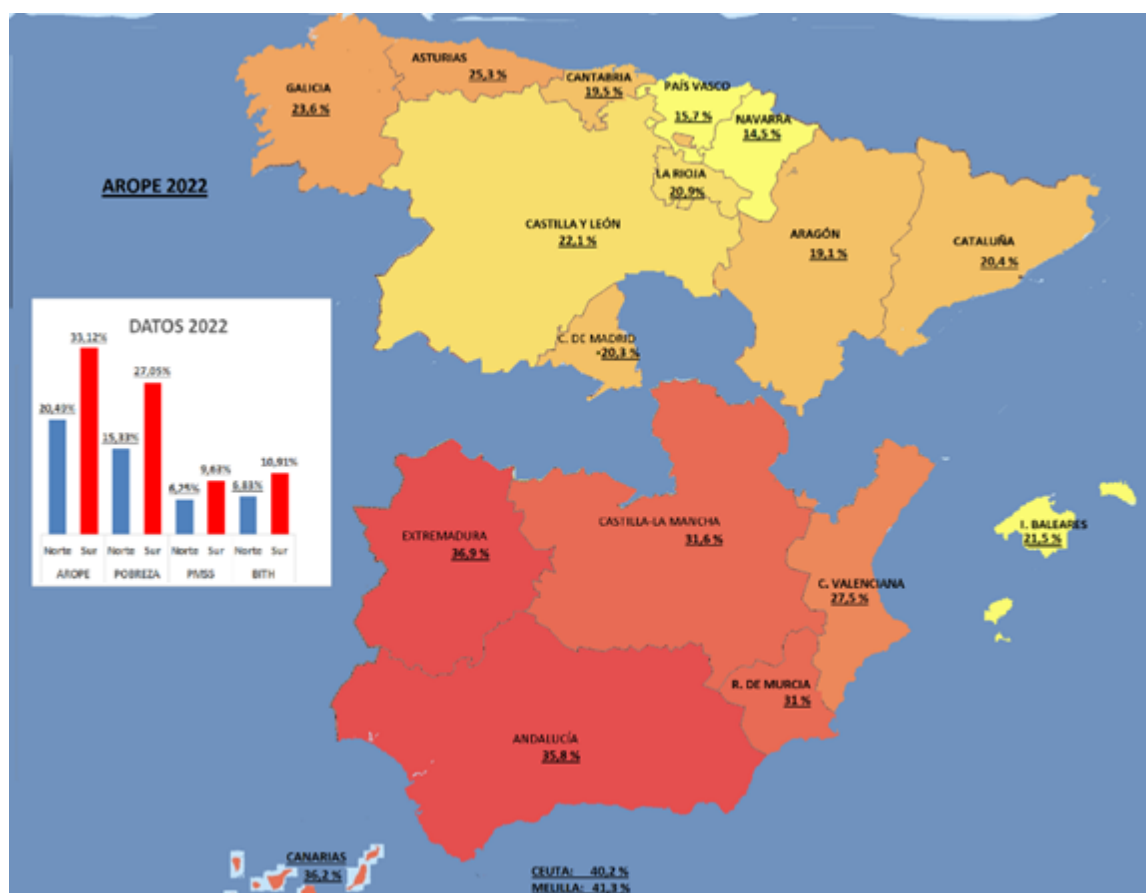 ASTURIAS
25,3 %
CANTABRIA
19,5 %
PAÍS VASCO
15,7 %
GALICIA
23,6 %
NAVARRA
14,5 %
LA RIOJA
20,9%
AROPE 2022
CASTILLA Y LEÓN
22,1 %
ARAGÓN
19,1 %
CATALUÑA
20,4 %
C. DE MADRID
20,3 %
DATOS 2022
33,12%
27,05%
20,49%
15,33%
9,63%
10,91%
6,25%
6,83%
Norte Sur Norte Sur Norte Sur Norte Sur
AROPE POBREZA PMSS BITH
EXTREMADURA
36,9 %
CASTILLA-LA MANCHA
31,6 %
I. BALEARES
21,5 %
C. VALENCIANA
27,5 %
R. DE MURCIA
31 %
ANDALUCÍA
35,8 %
CANARIAS
36,2 %
CEUTA: 40,2 %
MELILLA: 41,3 %